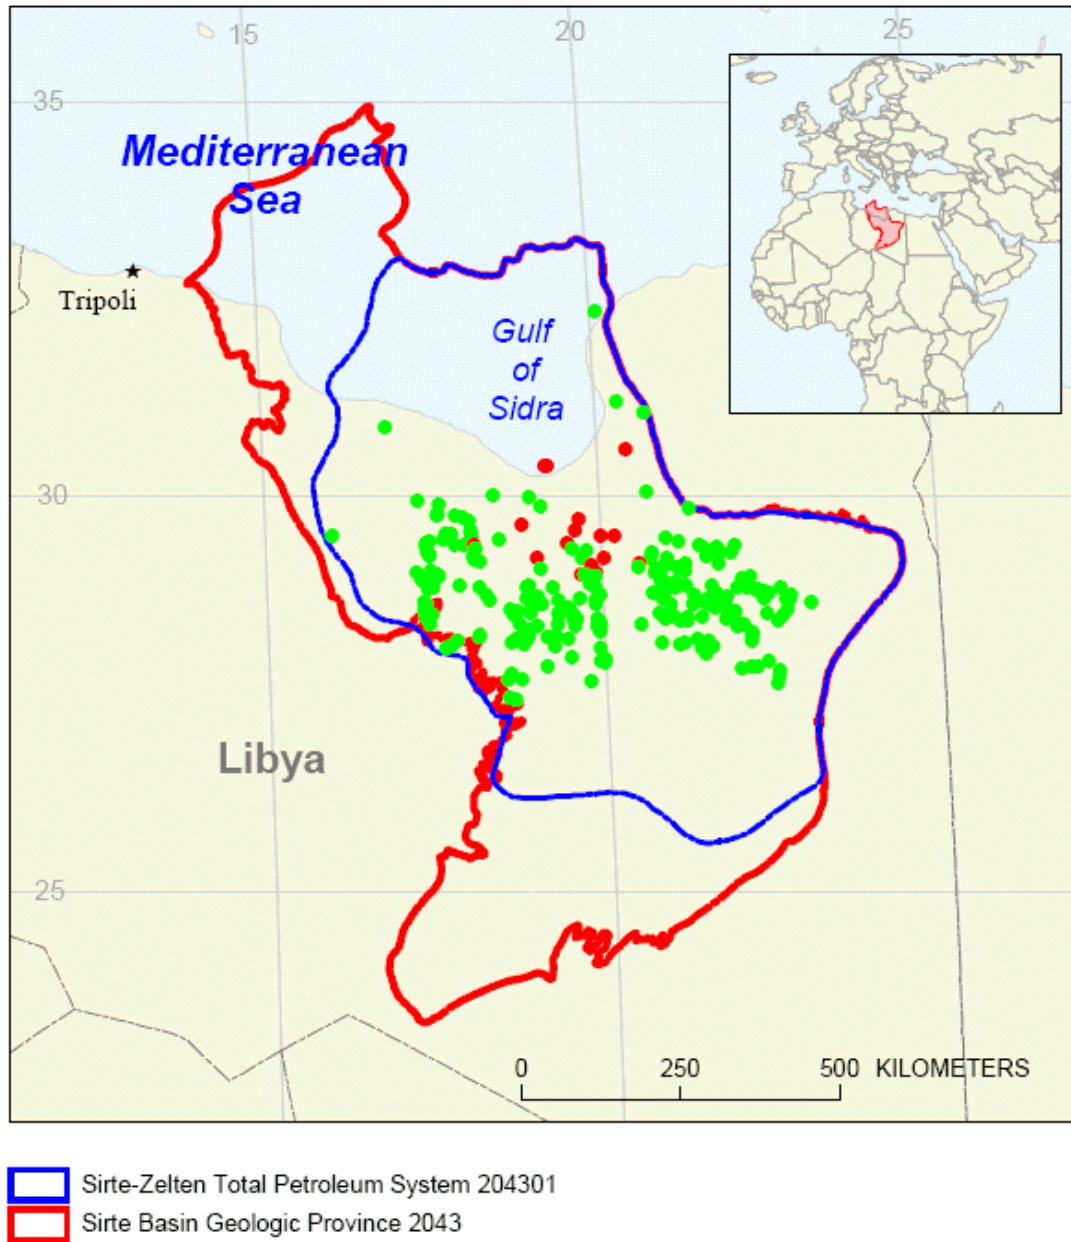 15
20
25
35
Mediterranean
Sea
Tripoli
Gulf
of
Sidra
30
Libya
25
0 250 500 KILOMETERS
Sirte-Zelten Total Petroleum System 204301
Sirte Basin Geologic Province 2043